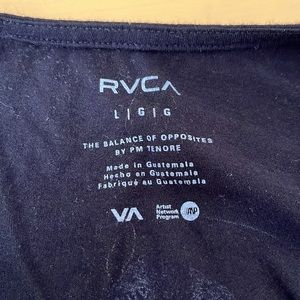 RVCA
L | G | G
THE BALANCE OF OPPOSITES
BY PM TENORE
Made in Guatemala
Hecho en Guatemala
Fabriqué au Guatemala
VA
Artist
Network
Program
ANP